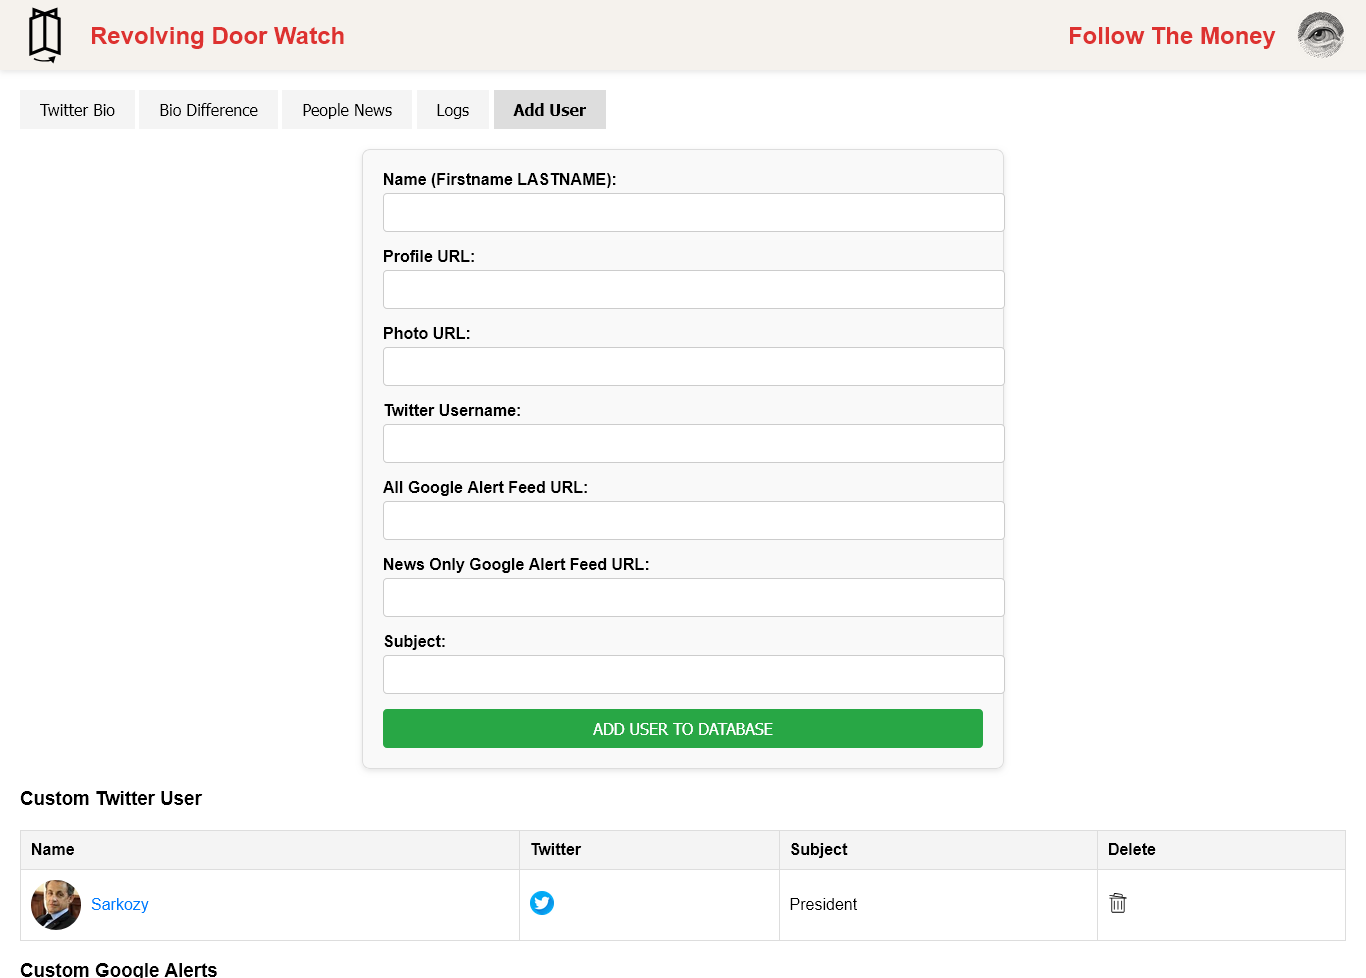 Revolving Door Watch
Follow The Money
Twitter Bio
Bio Difference
People News
Logs
Add User
Name (Firstname LASTNAME):
Profile URL:
Photo URL:
Twitter Username:
All Google Alert Feed URL:
News Only Google Alert Feed URL:
Subject:
ADD USER TO DATABASE
Custom Twitter User
Name Twitter Subject Delete
Sarkozy President
Custom Google Alerts